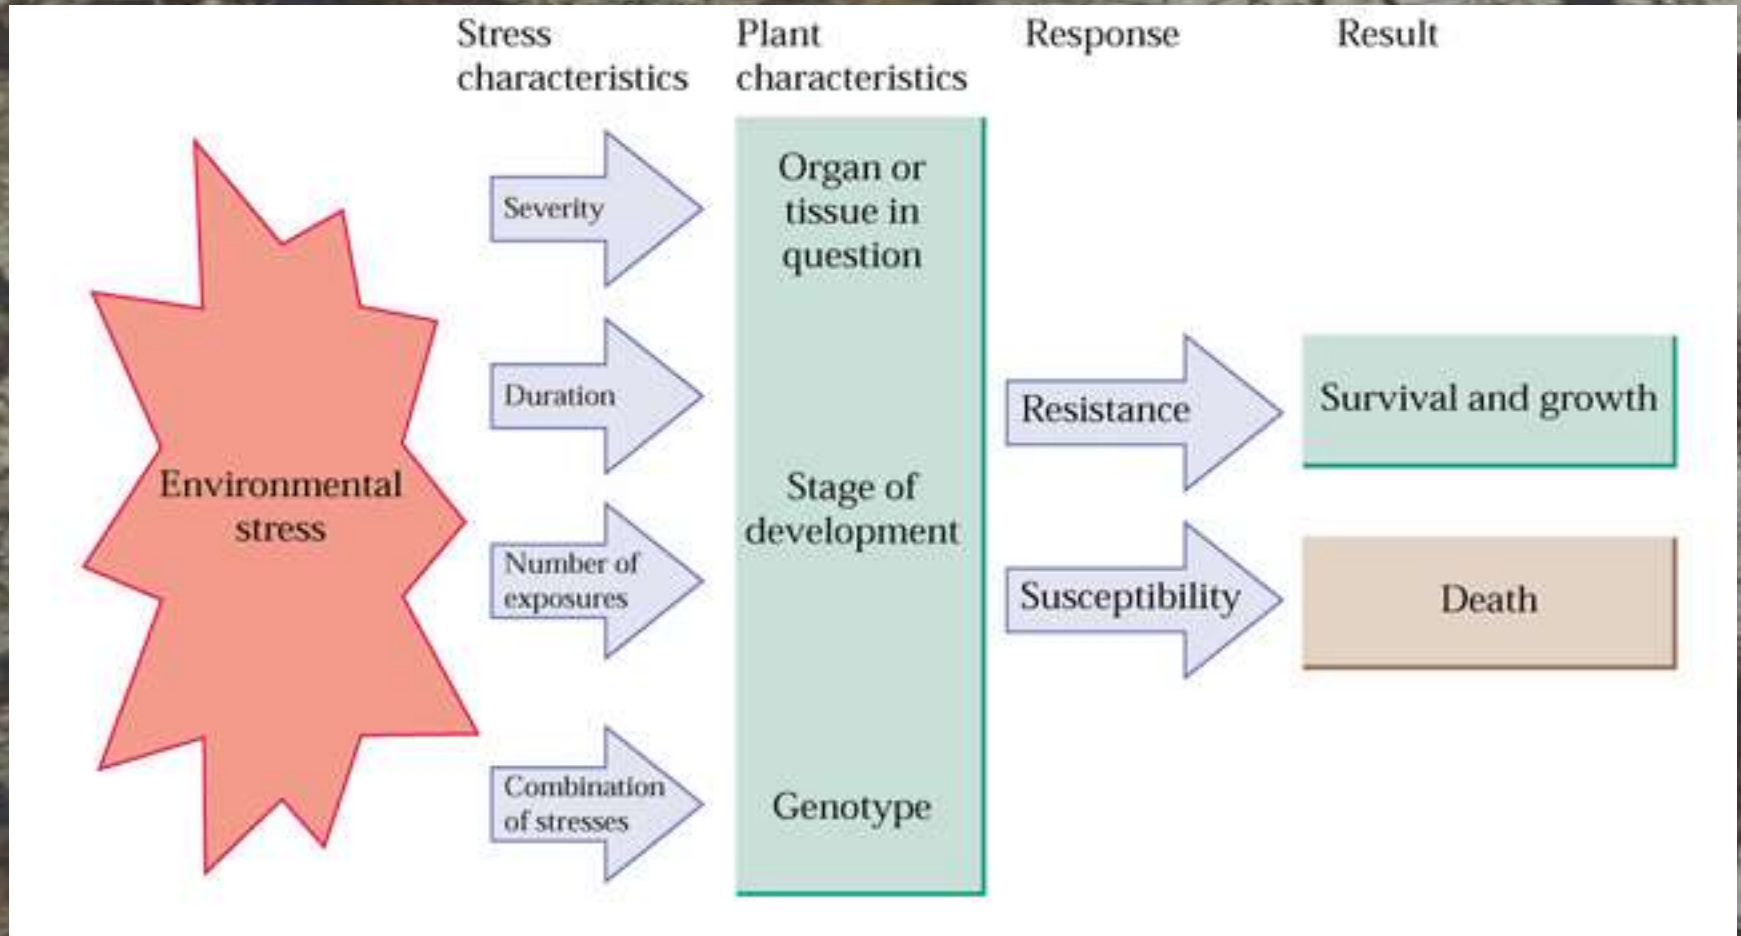 Stress
characteristics
Plant
characteristics
Response
Result
Environmental
stress
Severity
Duration
Number of
exposures
Combination
of stresses
Organ or
tissue in
question
Stage of
development
Genotype
Resistance
Susceptibility
Survival and growth
Death